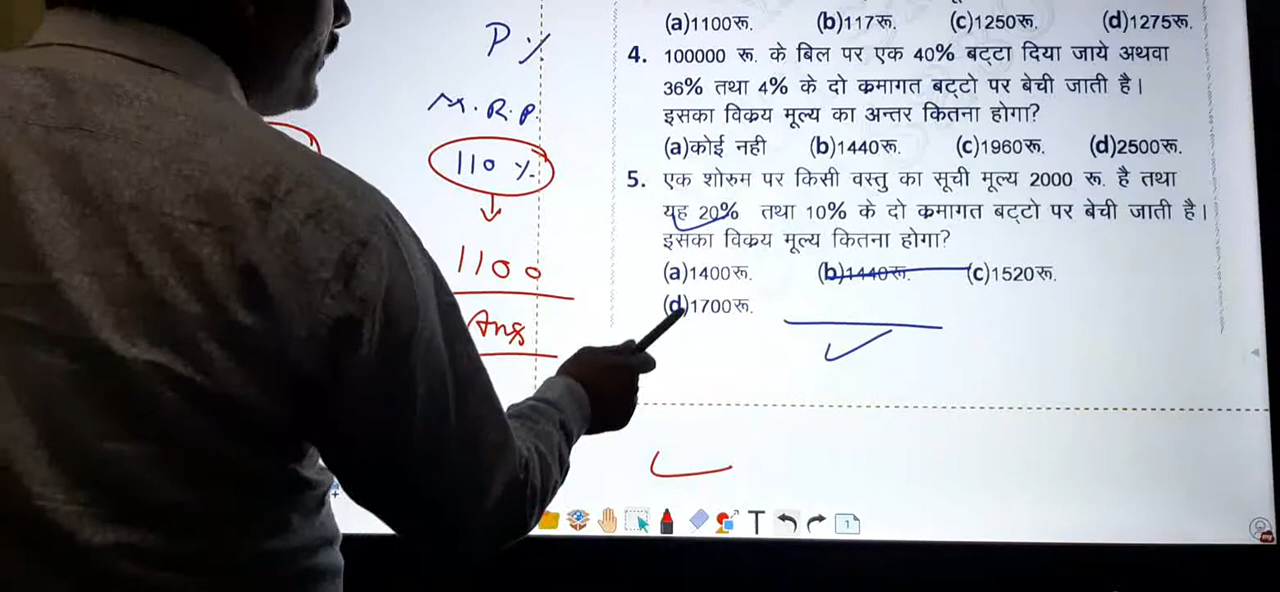 P %
M.R.P.
110 %
1100
Ans
(a)1100रू. (b)117रू. (c)1250रू. (d)1275रू.
4. 100000 रू. के बिल पर एक 40% बट्टा दिया जाये अथवा
36% तथा 4% के दो क्रमागत बट्टो पर बेची जाती है।
इसका विक्रय मूल्य का अन्तर कितना होगा?
(a)कोई नही (b)1440रू. (c)1960रू. (d)2500रू.
5. एक शोरुम पर किसी वस्तु का सूची मूल्य 2000 रू. है तथा
यह 20% तथा 10% के दो क्रमागत बट्टो पर बेची जाती है।
इसका विक्रय मूल्य कितना होगा?
(a)1400रू. (b)1440रू. (c)1520रू.
(d)1700रू.
T 1